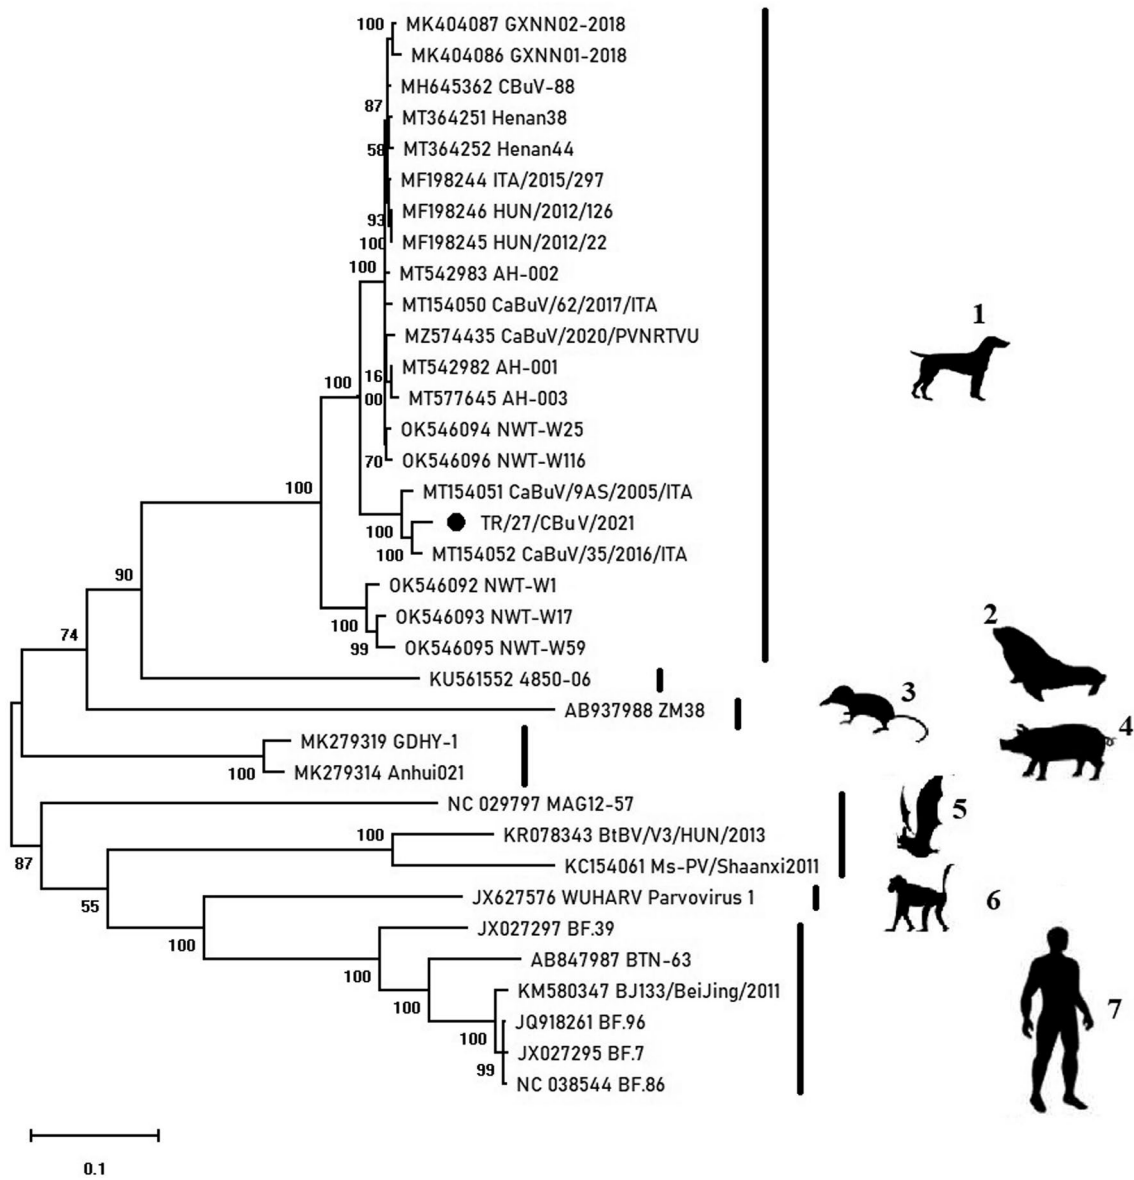 100 MK404087 GXNN02-2018
MK404086 GXNN01-2018
MH645362 CBuV-88
87
MT364251 Henan38
58 MT364252 Henan44
MF198244 ITA/2015/297
93 MF198246 HUN/2012/126
100 MF198245 HUN/2012/22
100 MT542983 AH-002
MT154050 CaBuV/62/2017/ITA
1
MZ574435 CaBuV/2020/PVNRTVU
100 16 MT542982 AH-001
00 MT577645 AH-003
OK546094 NWT-W25
70 OK546096 NWT-W116
100 MT154051 CaBuV/9AS/2005/ITA
100 TR/27/CBuV/2021
100 MT154052 CaBuV/35/2016/ITA
90 OK546092 NWT-W1
100 OK546093 NWT-W17
2
74 99 OK546095 NWT-W59
KU561552 4850-06
3
AB937988 ZM38
4
MK279319 GDHY-1
100 MK279314 Anhui021
NC 029797 MAG12-57
5
100 KR078343 BtBV/V3/HUN/2013
87 KC154061 Ms-PV/Shaanxi2011
55 JX627576 WUHARV Parvovirus 1
6
100 JX027297 BF.39
100 AB847987 BTN-63
100 KM580347 BJ133/BeiJing/2011
7
100 JQ918261 BF.96
JX027295 BF.7
99 NC 038544 BF.86
0.1